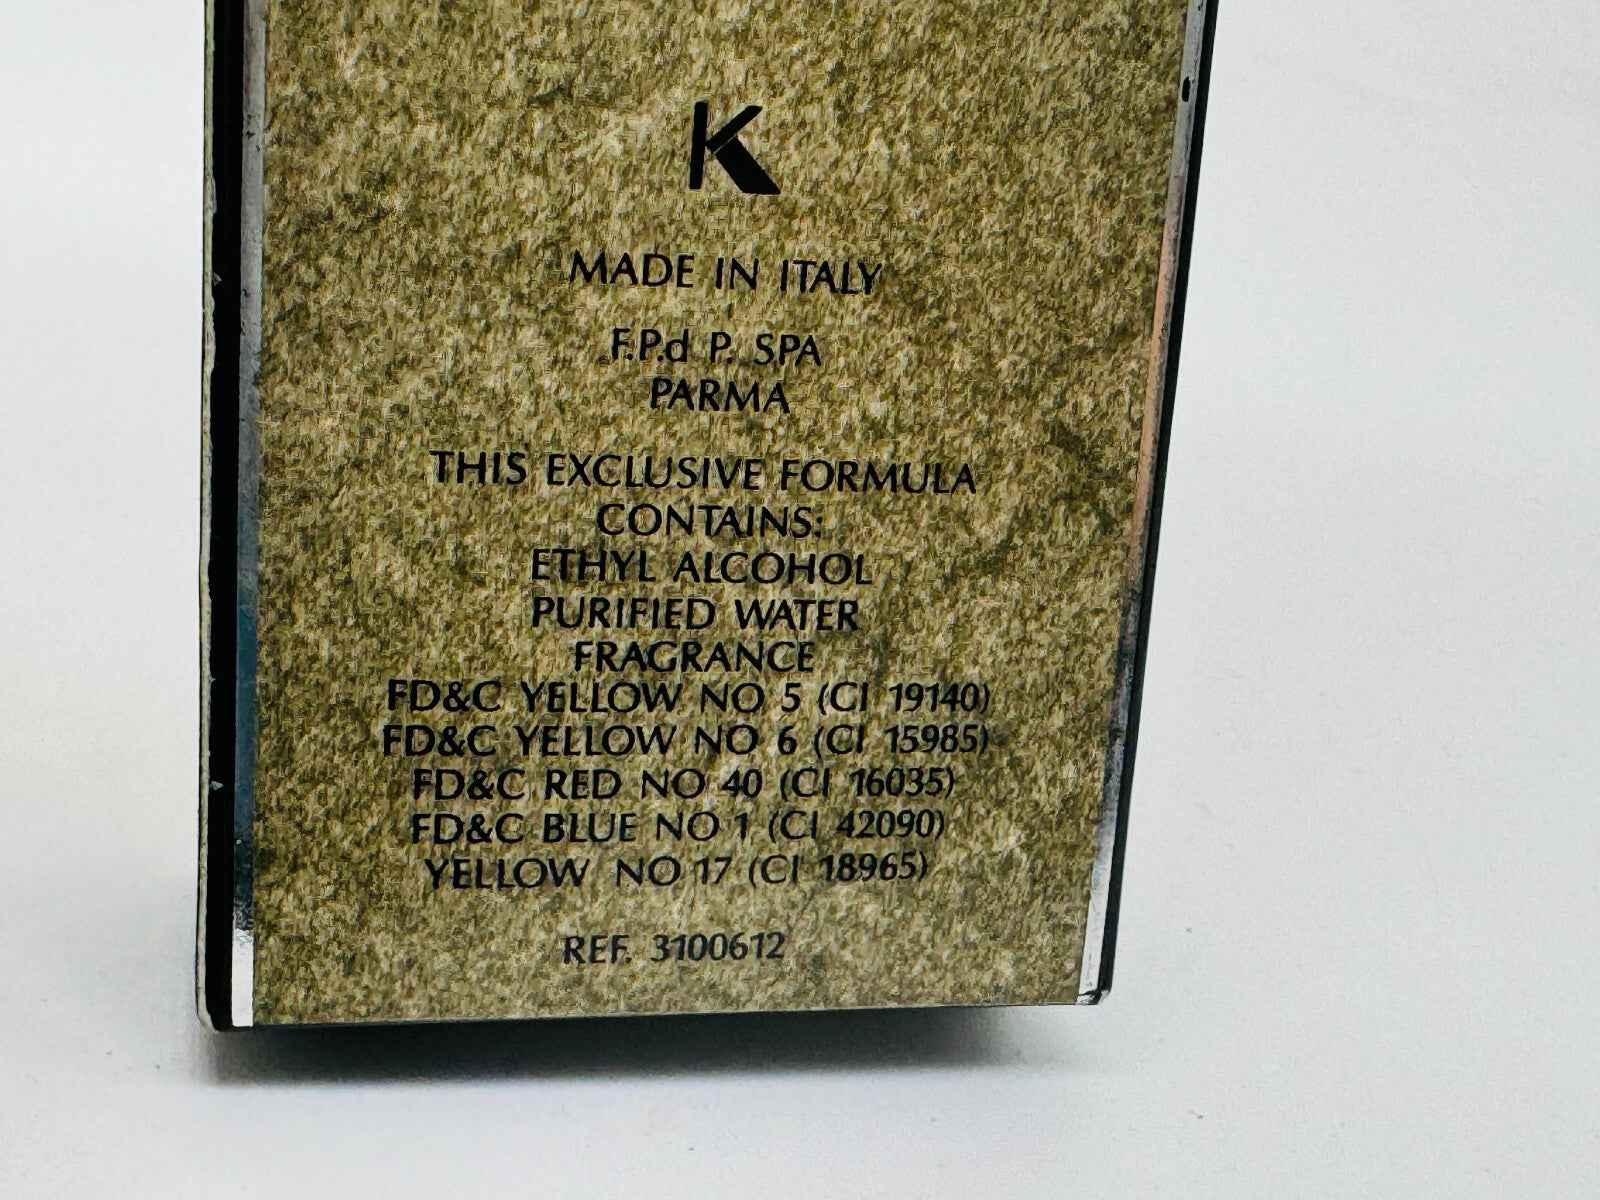 K
MADE IN ITALY
F.P.d P. SPA
PARMA
THIS EXCLUSIVE FORMULA
CONTAINS:
ETHYL ALCOHOL
PURIFIED WATER
FRAGRANCE
FD&C YELLOW NO 5 (CI 19140)
FD&C YELLOW NO 6 (CI 15985)
FD&C RED NO 40 (CI 16035)
FD&C BLUE NO 1 (CI 42090)
YELLOW NO 17 (CI 18965)
REF. 3100612